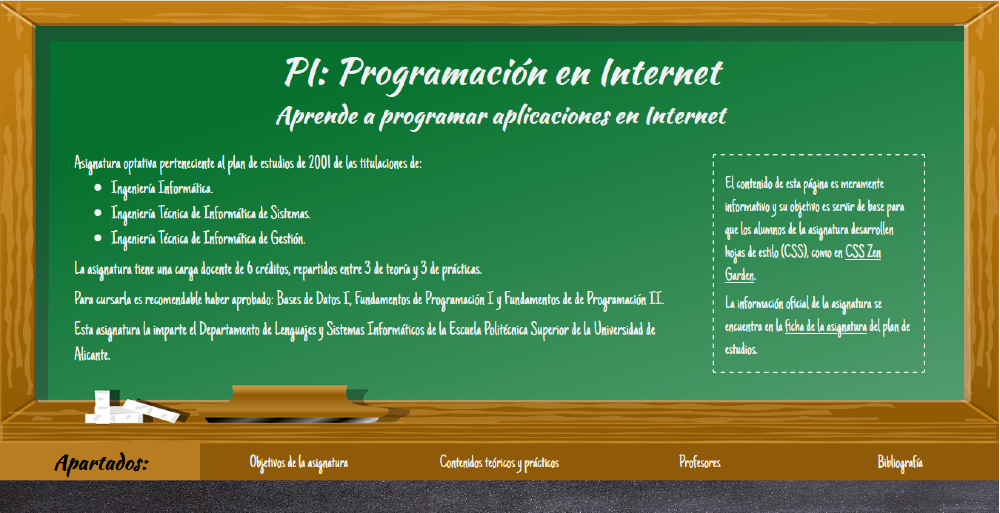 PI: Programación en Internet
Aprende a programar aplicaciones en Internet
Asignatura optativa perteneciente al plan de estudios de 2001 de las titulaciones de:
Ingeniería Informática.
Ingeniería Técnica de Informática de Sistemas.
Ingeniería Técnica de Informática de Gestión.
La asignatura tiene una carga docente de 6 créditos, repartidos entre 3 de teoría y 3 de prácticas.
Para cursarla es recomendable haber aprobado: Bases de Datos I, Fundamentos de Programación I y Fundamentos de de Programación II.
Esta asignatura la imparte el Departamento de Lenguajes y Sistemas Informáticos de la Escuela Politécnica Superior de la Universidad de
Alicante.
El contenido de esta página es meramente
informativo y su objetivo es servir de base para
que los alumnos de la asignatura desarrollen
hojas de estilo (CSS), como en CSS Zen
Garden.
La información oficial de la asignatura se
encuentra en la ficha de la asignatura del plan de
estudios.
Apartados:
Objetivos de la asignatura
Contenidos teóricos y prácticos
Profesores
Bibliografía